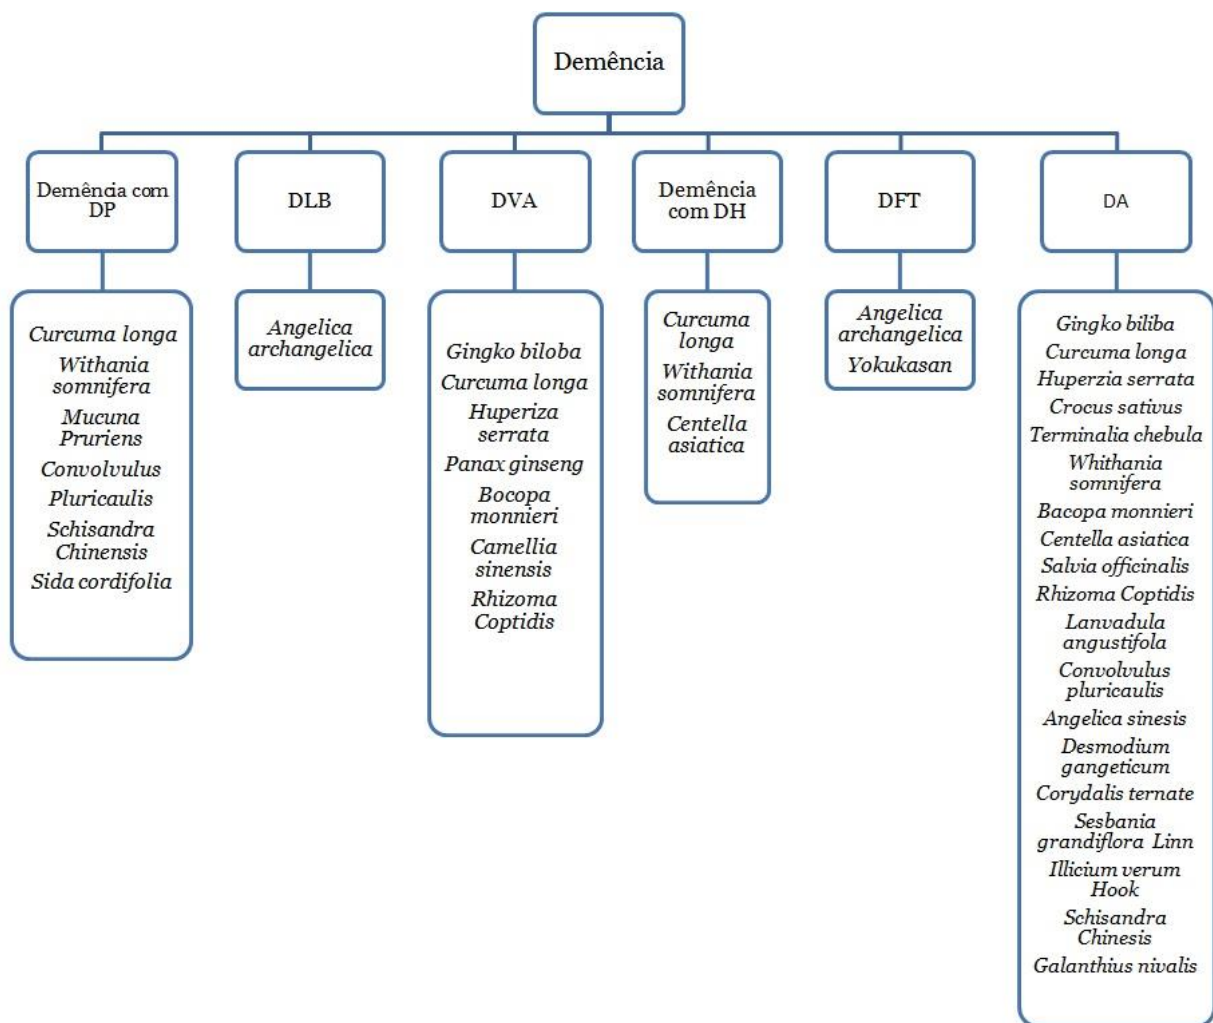 Demência
Demência com
DP
DLB
DVA
Demência
com DH
DFT
DA
Curcuma longa
Withania
somnifera
Mucuna
Pruriens
Convolvulus
Pluricaulis
Schisandra
Chinensis
Sida cordifolia
Angelica
archangelica
Gingko biloba
Curcuma longa
Huperiza
serrata
Panax ginseng
Bocopa
monnieri
Camellia
sinensis
Rhizoma
Coptidis
Curcuma
longa
Withania
somnifera
Centella
asiatica
Angelica
archangelica
Yokukasan
Gingko biliba
Curcuma longa
Huperzia serrata
Crocus sativus
Terminalia chebula
Whithania
somnifera
Bacopa monnieri
Centella asiatica
Salvia officinalis
Rhizoma Coptidis
Lanvadula
angustifola
Convolvulus
pluricaulis
Angelica sinesis
Desmodium
gangeticum
Corydalis ternate
Sesbania
grandiflora Linn
Illicium verum
Hook
Schisandra
Chinesis
Galanthius nivalis